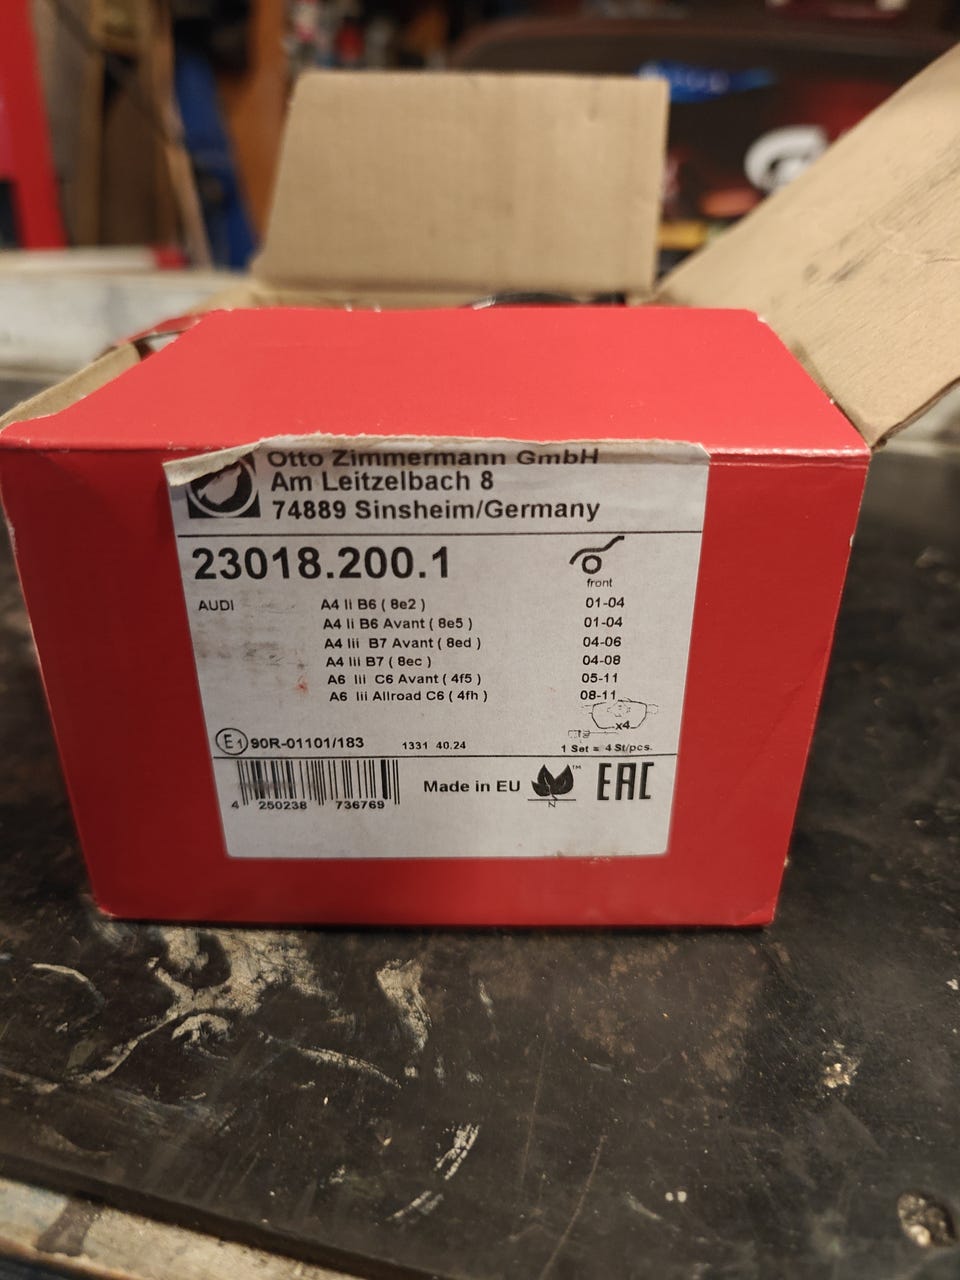 Otto Zimmermann GmbH
Am Leitzelbach 8
74889 Sinsheim/Germany
23018.200.1
front
AUDI A4 Ii B6 ( 8e2 ) 01-04
A4 Ii B6 Avant ( 8e5 ) 01-04
A4 Iii B7 Avant ( 8ed ) 04-06
A4 Iii B7 ( 8ec ) 04-08
A6 Iii C6 Avant ( 4f5 ) 05-11
A6 Iii Allroad C6 ( 4fh ) 08-11
x4
E1 90R-01101/183 1331 40.24 1 Set = 4 St/pcs.
4 250238 736769
Made in EU
TM
N
EAC